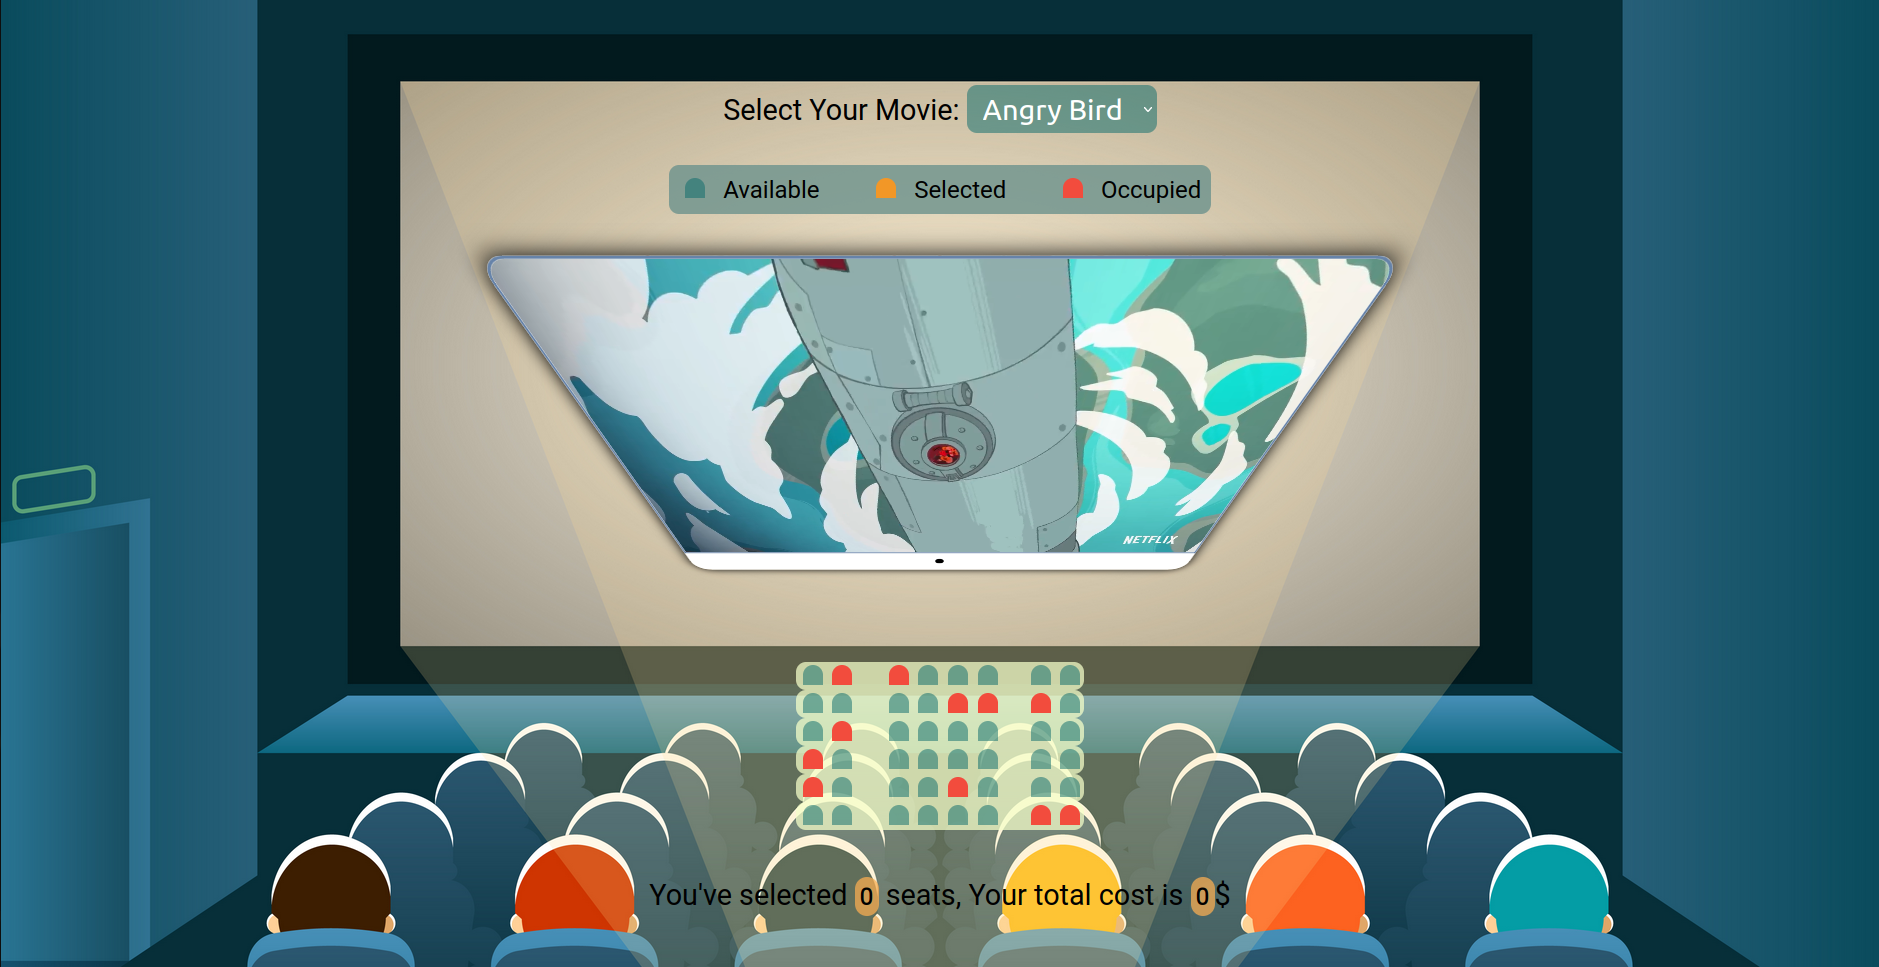 Select Your Movie: Angry Bird
Available Selected Occupied
NETFLIX
You've selected 0 seats, Your total cost is 0$